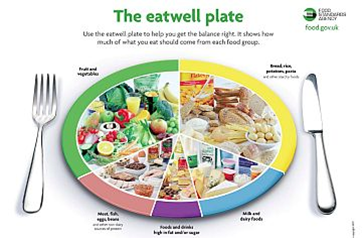 The eatwell plate
FOOD
STANDARDS
AGENCY
food.gov.uk
Use the eatwell plate to help you get the balance right. It shows how
much of what you eat should come from each food group.
Fruit and
vegetables
Bread, rice,
potatoes, pasta
and other starchy foods
Meat, fish,
eggs, beans
and other non-dairy
sources of protein
Foods and drinks
high in fat and/or sugar
Milk and
dairy foods